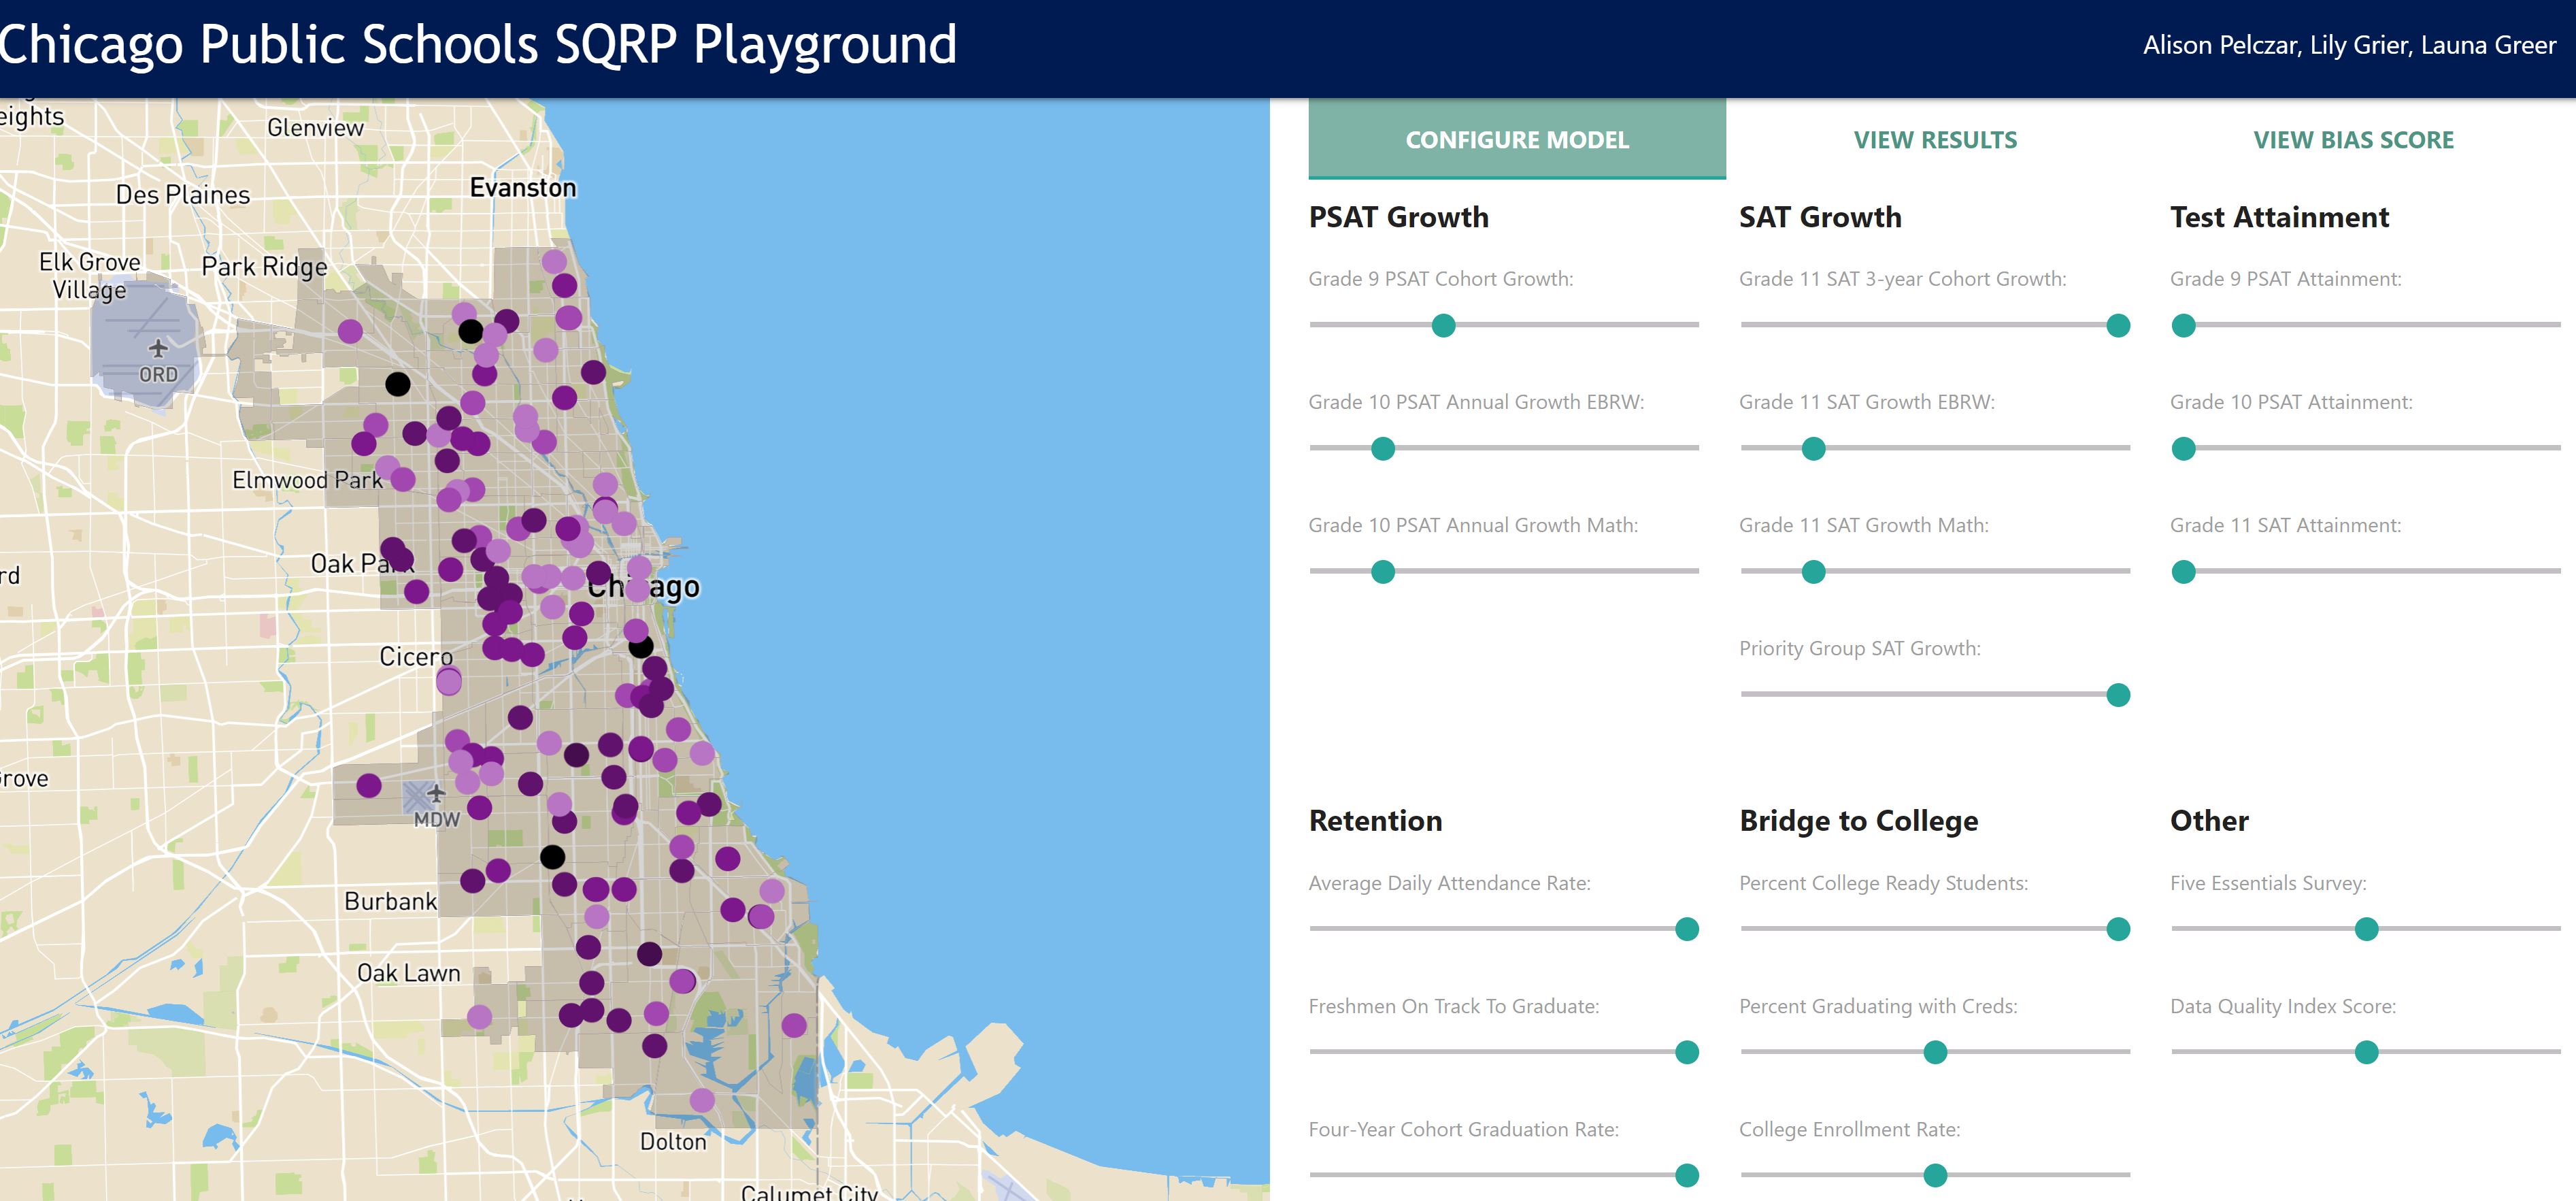 Chicago Public Schools SQRP Playground
Alison Pelczar, Lily Grier, Launa Greer
eights
Glenview
Des Plaines
Evanston
Elk Grove
Village
Park Ridge
ORD
Elmwood Park
Oak Park
Chicago
rd
Cicero
rove
MDW
Burbank
Oak Lawn
Dolton
Calumet City
CONFIGURE MODEL
VIEW RESULTS
VIEW BIAS SCORE
PSAT Growth
Grade 9 PSAT Cohort Growth:
Grade 10 PSAT Annual Growth EBRW:
Grade 10 PSAT Annual Growth Math:
SAT Growth
Grade 11 SAT 3-year Cohort Growth:
Grade 11 SAT Growth EBRW:
Grade 11 SAT Growth Math:
Priority Group SAT Growth:
Test Attainment
Grade 9 PSAT Attainment:
Grade 10 PSAT Attainment:
Grade 11 SAT Attainment:
Retention
Average Daily Attendance Rate:
Freshmen On Track To Graduate:
Four-Year Cohort Graduation Rate:
Bridge to College
Percent College Ready Students:
Percent Graduating with Creds:
College Enrollment Rate:
Other
Five Essentials Survey:
Data Quality Index Score: